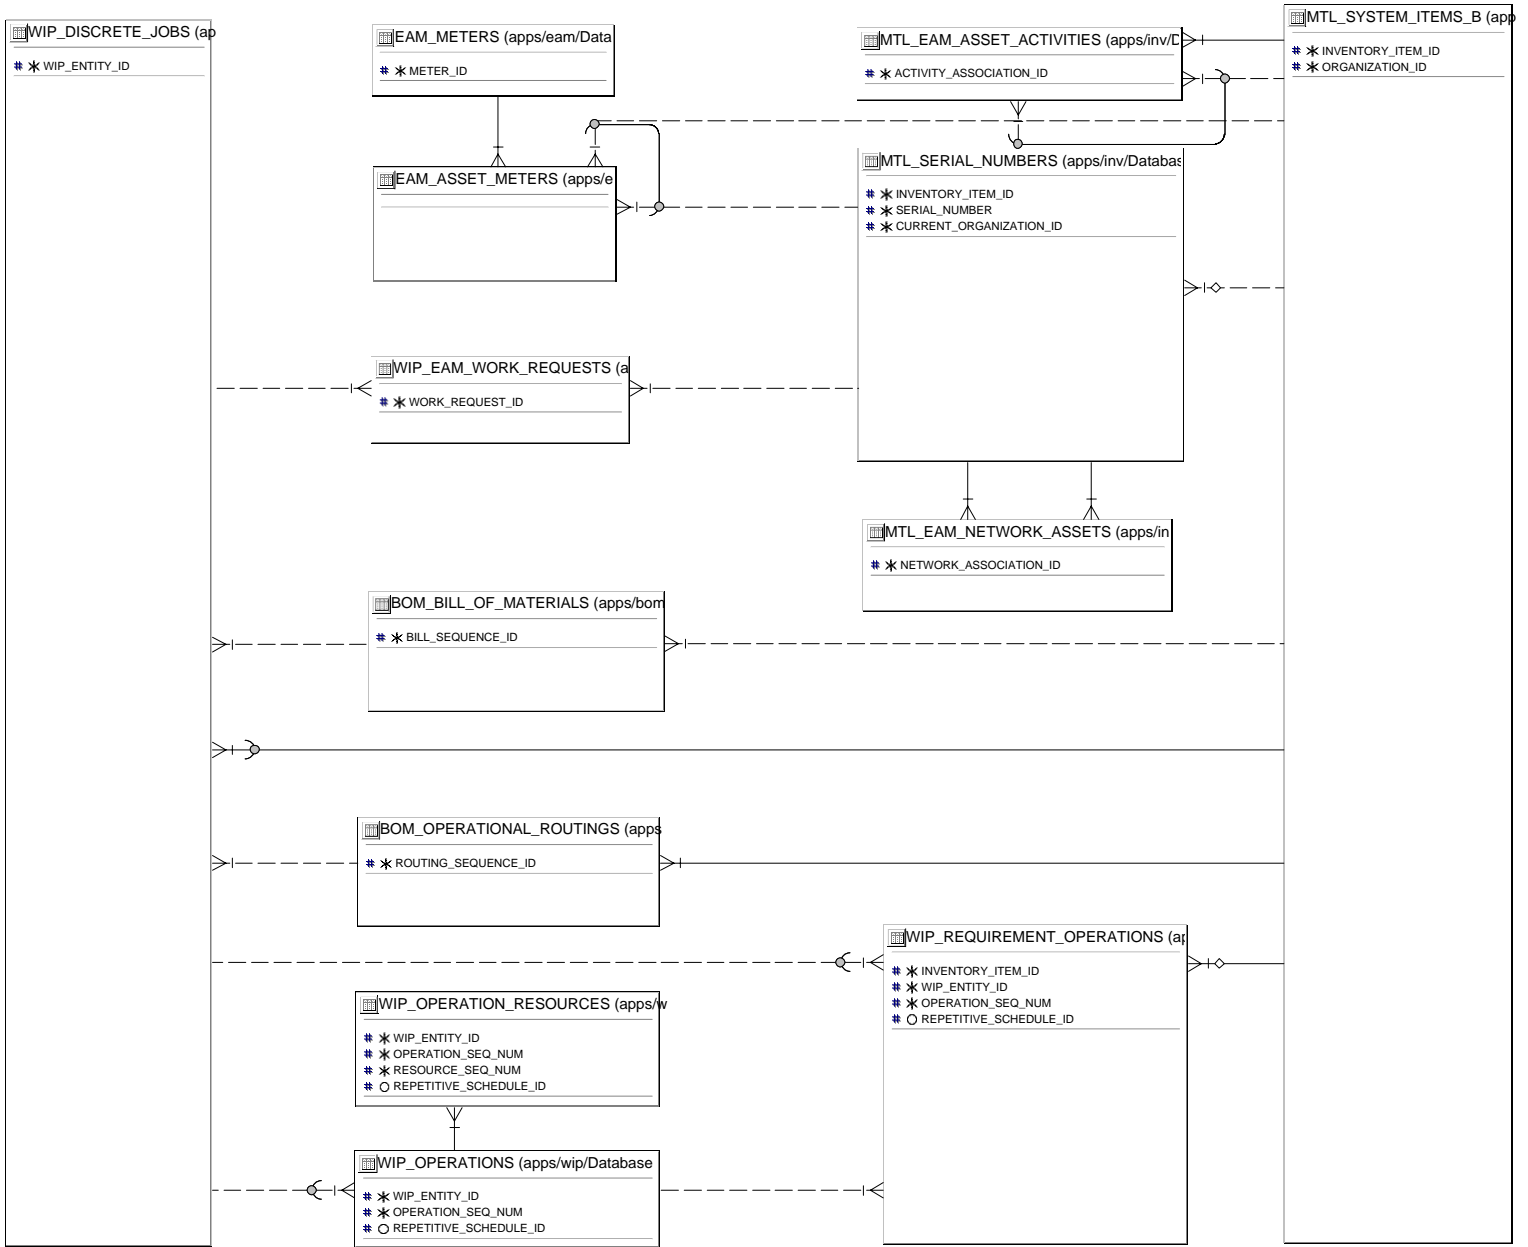 WIP_DISCRETE_JOBS (ap
# * WIP_ENTITY_ID
EAM_METERS (apps/eam/Data
# * METER_ID
MTL_EAM_ASSET_ACTIVITIES (apps/inv/D
# * ACTIVITY_ASSOCIATION_ID
MTL_SYSTEM_ITEMS_B (app
# * INVENTORY_ITEM_ID
# * ORGANIZATION_ID
EAM_ASSET_METERS (apps/e
MTL_SERIAL_NUMBERS (apps/inv/Databas
# * INVENTORY_ITEM_ID
# * SERIAL_NUMBER
# * CURRENT_ORGANIZATION_ID
WIP_EAM_WORK_REQUESTS (a
# * WORK_REQUEST_ID
MTL_EAM_NETWORK_ASSETS (apps/in
# * NETWORK_ASSOCIATION_ID
BOM_BILL_OF_MATERIALS (apps/bom
# * BILL_SEQUENCE_ID
BOM_OPERATIONAL_ROUTINGS (apps
# * ROUTING_SEQUENCE_ID
WIP_REQUIREMENT_OPERATIONS (ap
# * INVENTORY_ITEM_ID
# * WIP_ENTITY_ID
# * OPERATION_SEQ_NUM
# O REPETITIVE_SCHEDULE_ID
WIP_OPERATION_RESOURCES (apps/w
# * WIP_ENTITY_ID
# * OPERATION_SEQ_NUM
# * RESOURCE_SEQ_NUM
# O REPETITIVE_SCHEDULE_ID
WIP_OPERATIONS (apps/wip/Database
# * WIP_ENTITY_ID
# * OPERATION_SEQ_NUM
# O REPETITIVE_SCHEDULE_ID